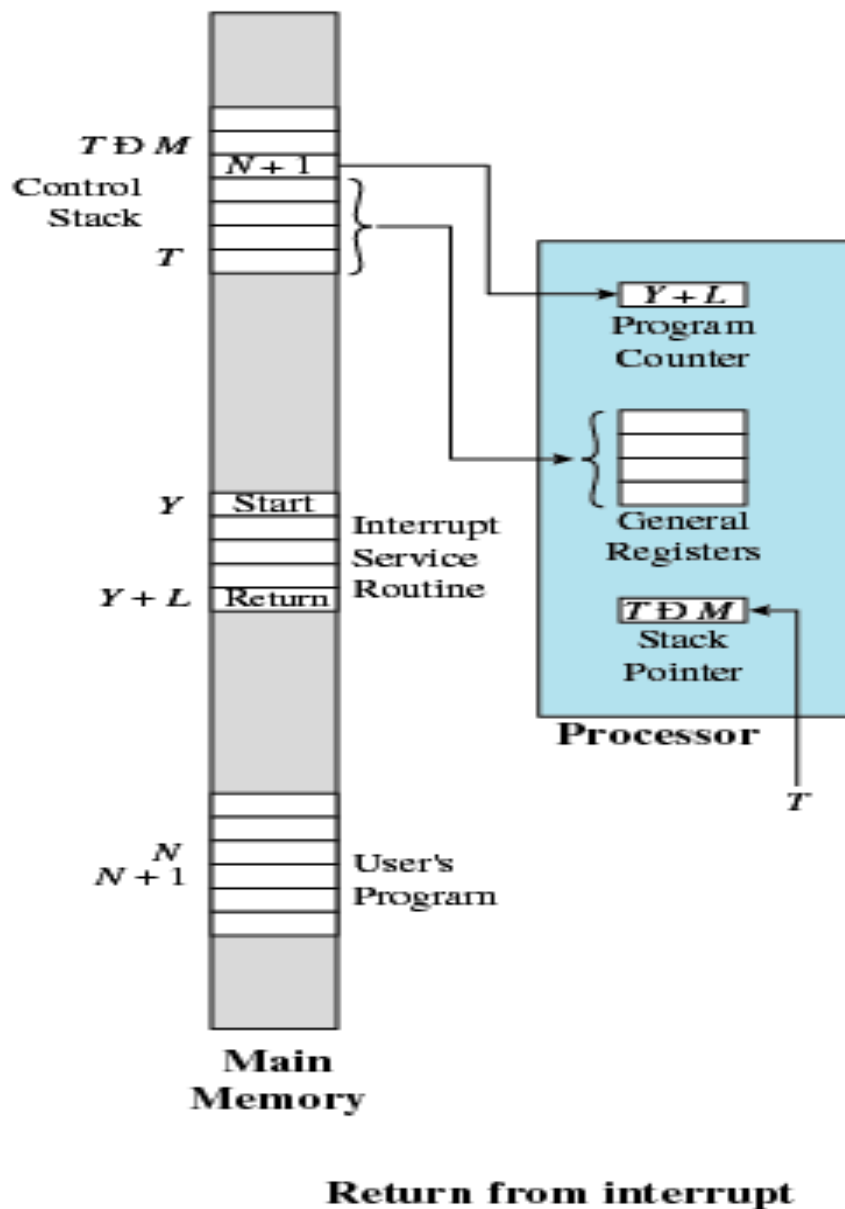 T Ð M
N + 1
Control
Stack
T
Y + L
Program
Counter
Y
Start
Interrupt
Service
Routine
Y + L
Return
General
Registers
T Ð M
Stack
Pointer
Processor
T
N
N + 1
User's
Program
Main
Memory
Return from interrupt